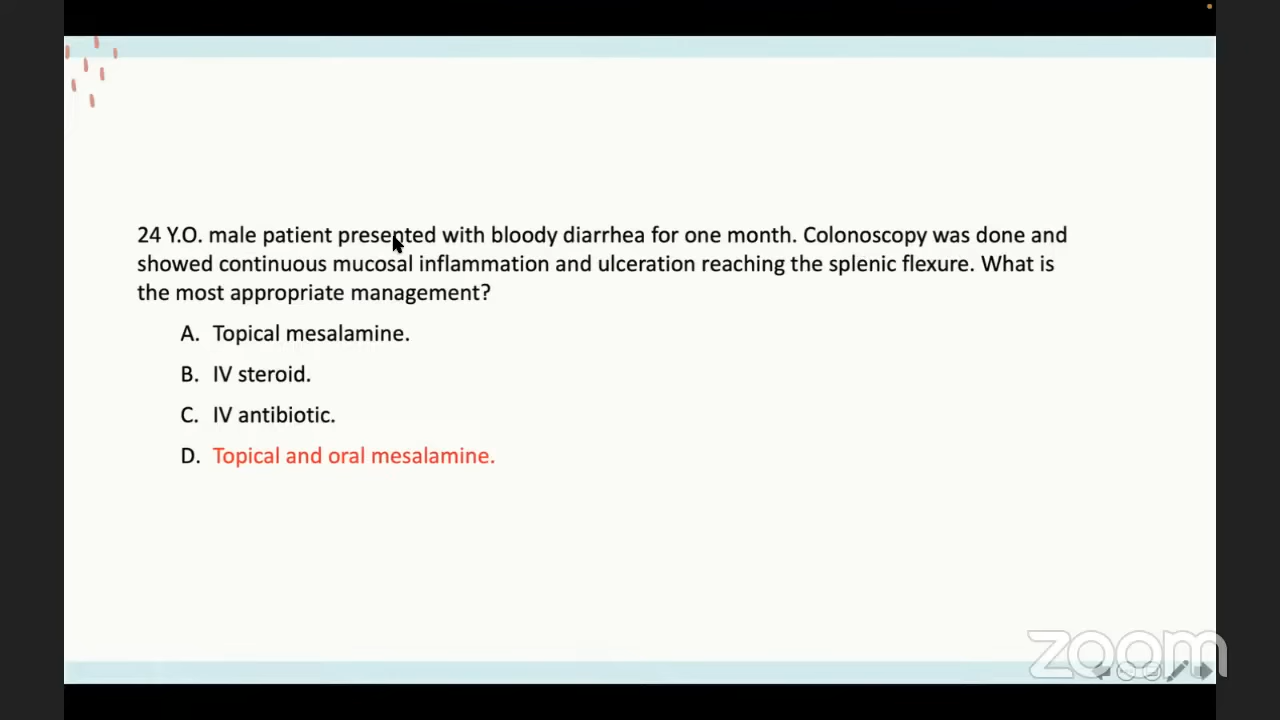 24 Y.O. male patient presented with bloody diarrhea for one month. Colonoscopy was done and
showed continuous mucosal inflammation and ulceration reaching the splenic flexure. What is
the most appropriate management?
A. Topical mesalamine.
B. IV steroid.
C. IV antibiotic.
D. Topical and oral mesalamine.
zoom